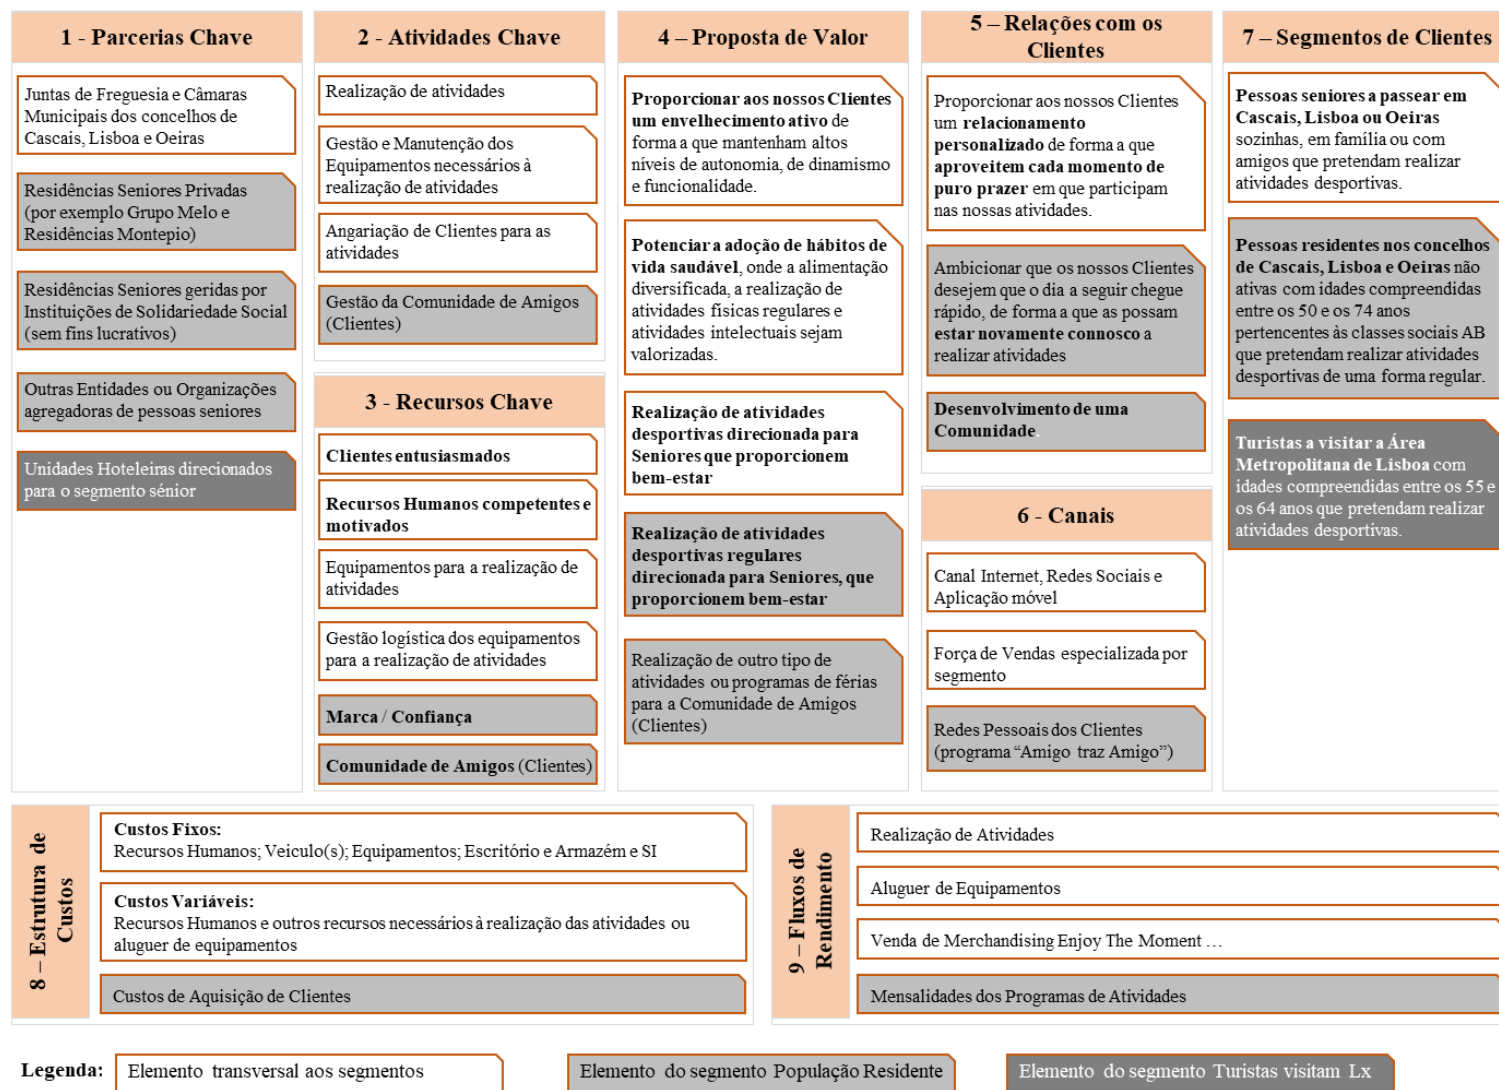 1 - Parcerias Chave
Juntas de Freguesia e Câmaras
Municipais dos concelhos de
Cascais, Lisboa e Oeiras
Residências Seniores Privadas
(por exemplo Grupo Melo e
Residências Montepio)
Residências Seniores geridas por
Instituições de Solidariedade Social
(sem fins lucrativos)
Outras Entidades ou Organizações
agregadoras de pessoas seniores
Unidades Hoteleiras direcionados
para o segmento sénior
2 - Atividades Chave
Realização de atividades
Gestão e Manutenção dos
Equipamentos necessários à
realização de atividades
Angariação de Clientes para as
atividades
Gestão da Comunidade de Amigos
(Clientes)
3 - Recursos Chave
Clientes entusiasmados
Recursos Humanos competentes e
motivados
Equipamentos para a realização de
atividades
Gestão logística dos equipamentos
para a realização de atividades
Marca / Confiança
Comunidade de Amigos (Clientes)
4 – Proposta de Valor
Proporcionar aos nossos Clientes
um envelhecimento ativo de
forma a que mantenham altos
níveis de autonomia, de dinamismo
e funcionalidade.
Potenciar a adoção de hábitos de
vida saudável, onde a alimentação
diversificada, a realização de
atividades físicas regulares e
atividades intelectuais sejam
valorizadas.
Realização de atividades
desportivas direcionada para
Seniores que proporcionem
bem-estar
Realização de atividades
desportivas regulares
direcionada para Seniores, que
proporcionem bem-estar
Realização de outro tipo de
atividades ou programas de férias
para a Comunidade de Amigos
(Clientes)
5 – Relações com os
Clientes
Proporcionar aos nossos Clientes
um relacionamento
personalizado de forma a que
aproveitem cada momento de
puro prazer em que participam
nas nossas atividades.
Ambicionar que os nossos Clientes
desejem que o dia a seguir chegue
rápido, de forma a que as possam
estar novamente connosco a
realizar atividades
Desenvolvimento de uma
Comunidade.
6 - Canais
Canal Internet, Redes Sociais e
Aplicação móvel
Força de Vendas especializada por
segmento
Redes Pessoais dos Clientes
(programa “Amigo traz Amigo”)
7 – Segmentos de Clientes
Pessoas seniores a passear em
Cascais, Lisboa ou Oeiras
sozinhas, em família ou com
amigos que pretendam realizar
atividades desportivas.
Pessoas residentes nos concelhos
de Cascais, Lisboa e Oeiras não
ativas com idades compreendidas
entre os 50 e os 74 anos
pertencentes às classes sociais AB
que pretendam realizar atividades
desportivas de uma forma regular.
Turistas a visitar a Área
Metropolitana de Lisboa com
idades compreendidas entre os 55 e
os 64 anos que pretendam realizar
atividades desportivas.
8 – Estrutura de
Custos
Custos Fixos:
Recursos Humanos; Veículo(s); Equipamentos; Escritório e Armazém e SI
Custos Variáveis:
Recursos Humanos e outros recursos necessários à realização das atividades ou
aluguer de equipamentos
Custos de Aquisição de Clientes
9 – Fluxos de
Rendimento
Realização de Atividades
Aluguer de Equipamentos
Venda de Merchandising Enjoy The Moment …
Mensalidades dos Programas de Atividades
Legenda:
Elemento transversal aos segmentos
Elemento do segmento População Residente
Elemento do segmento Turistas visitam Lx